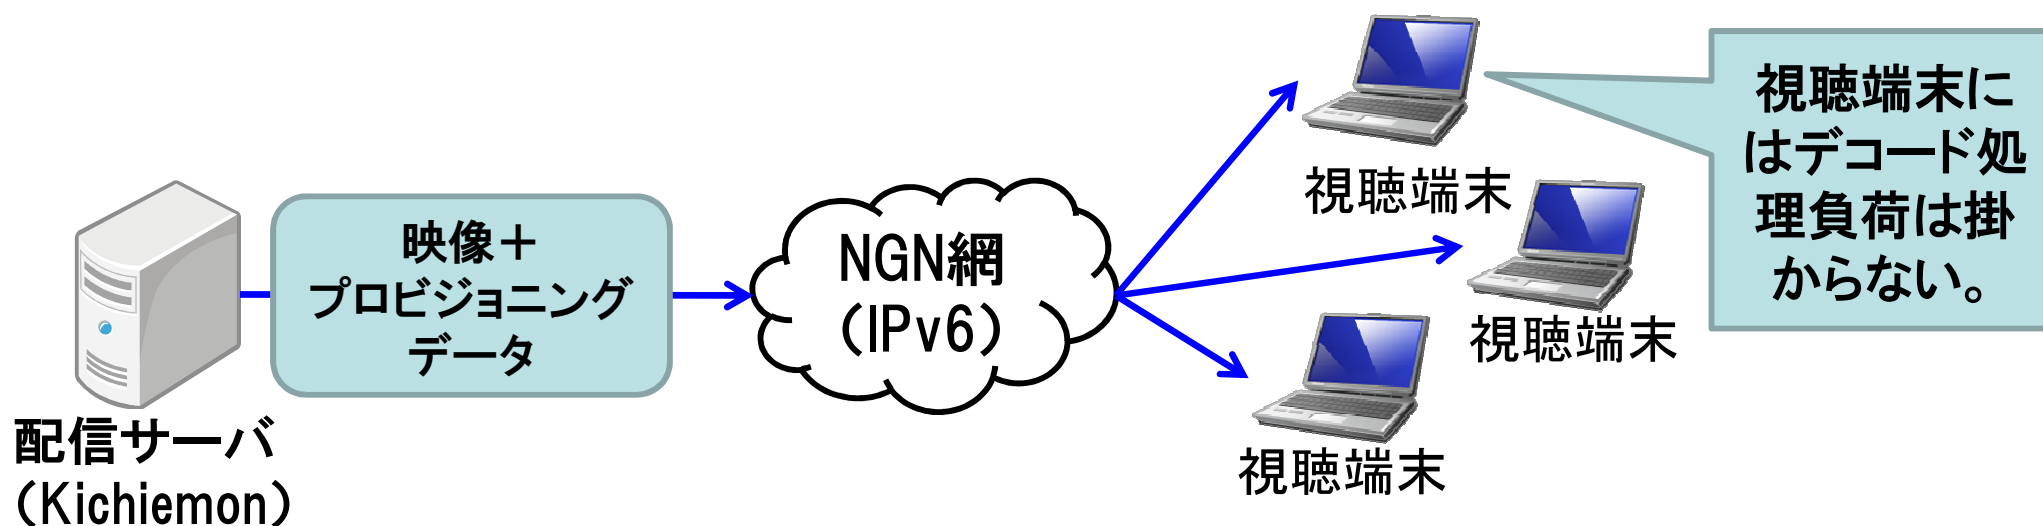 配信サーバ
（Kichiemon）
映像＋
プロビジョニング
データ
NGN網
（IPv6）
視聴端末
視聴端末
視聴端末
視聴端末に
はデコード処
理負荷は掛
からない。